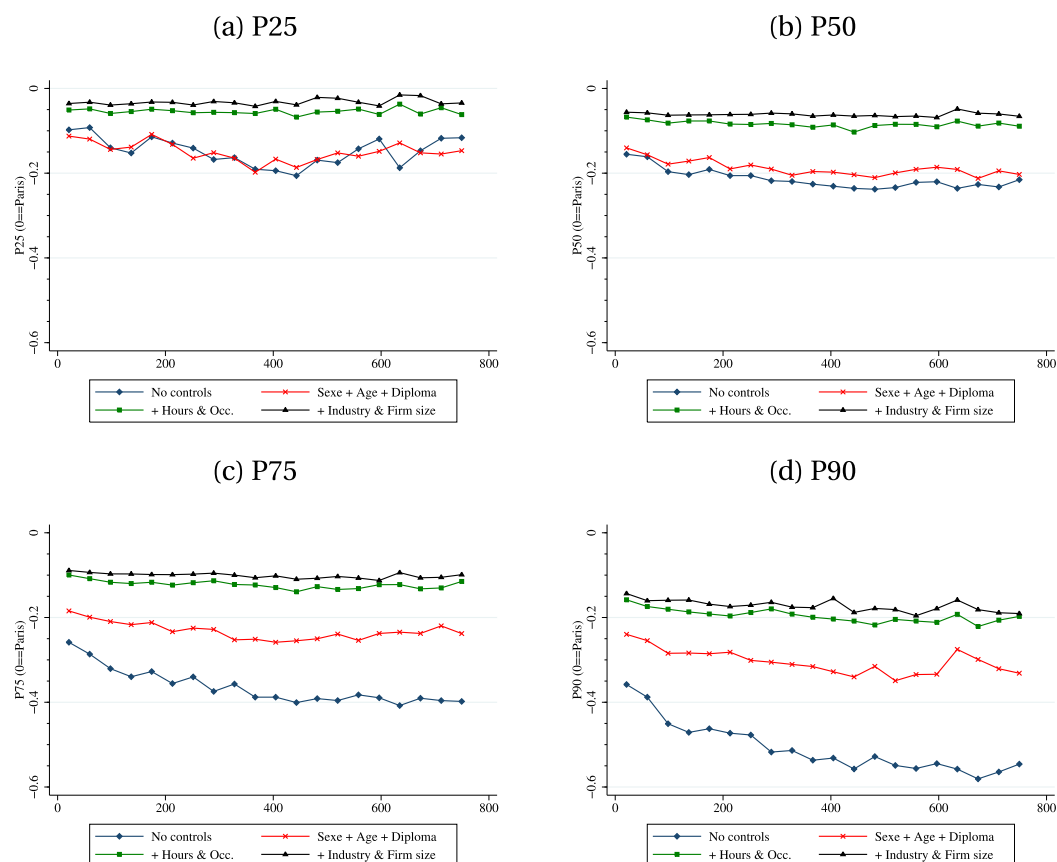 (a) P25
P25 (0==Paris)
0
−0.2
−0.4
−0.6
0 200 400 600 800
No controls Sexe + Age + Diploma
+ Hours & Occ. + Industry & Firm size
(b) P50
P50 (0==Paris)
0
−0.2
−0.4
−0.6
0 200 400 600 800
No controls Sexe + Age + Diploma
+ Hours & Occ. + Industry & Firm size
(c) P75
P75 (0==Paris)
0
−0.2
−0.4
−0.6
0 200 400 600 800
No controls Sexe + Age + Diploma
+ Hours & Occ. + Industry & Firm size
(d) P90
P90 (0==Paris)
0
−0.2
−0.4
−0.6
0 200 400 600 800
No controls Sexe + Age + Diploma
+ Hours & Occ. + Industry & Firm size